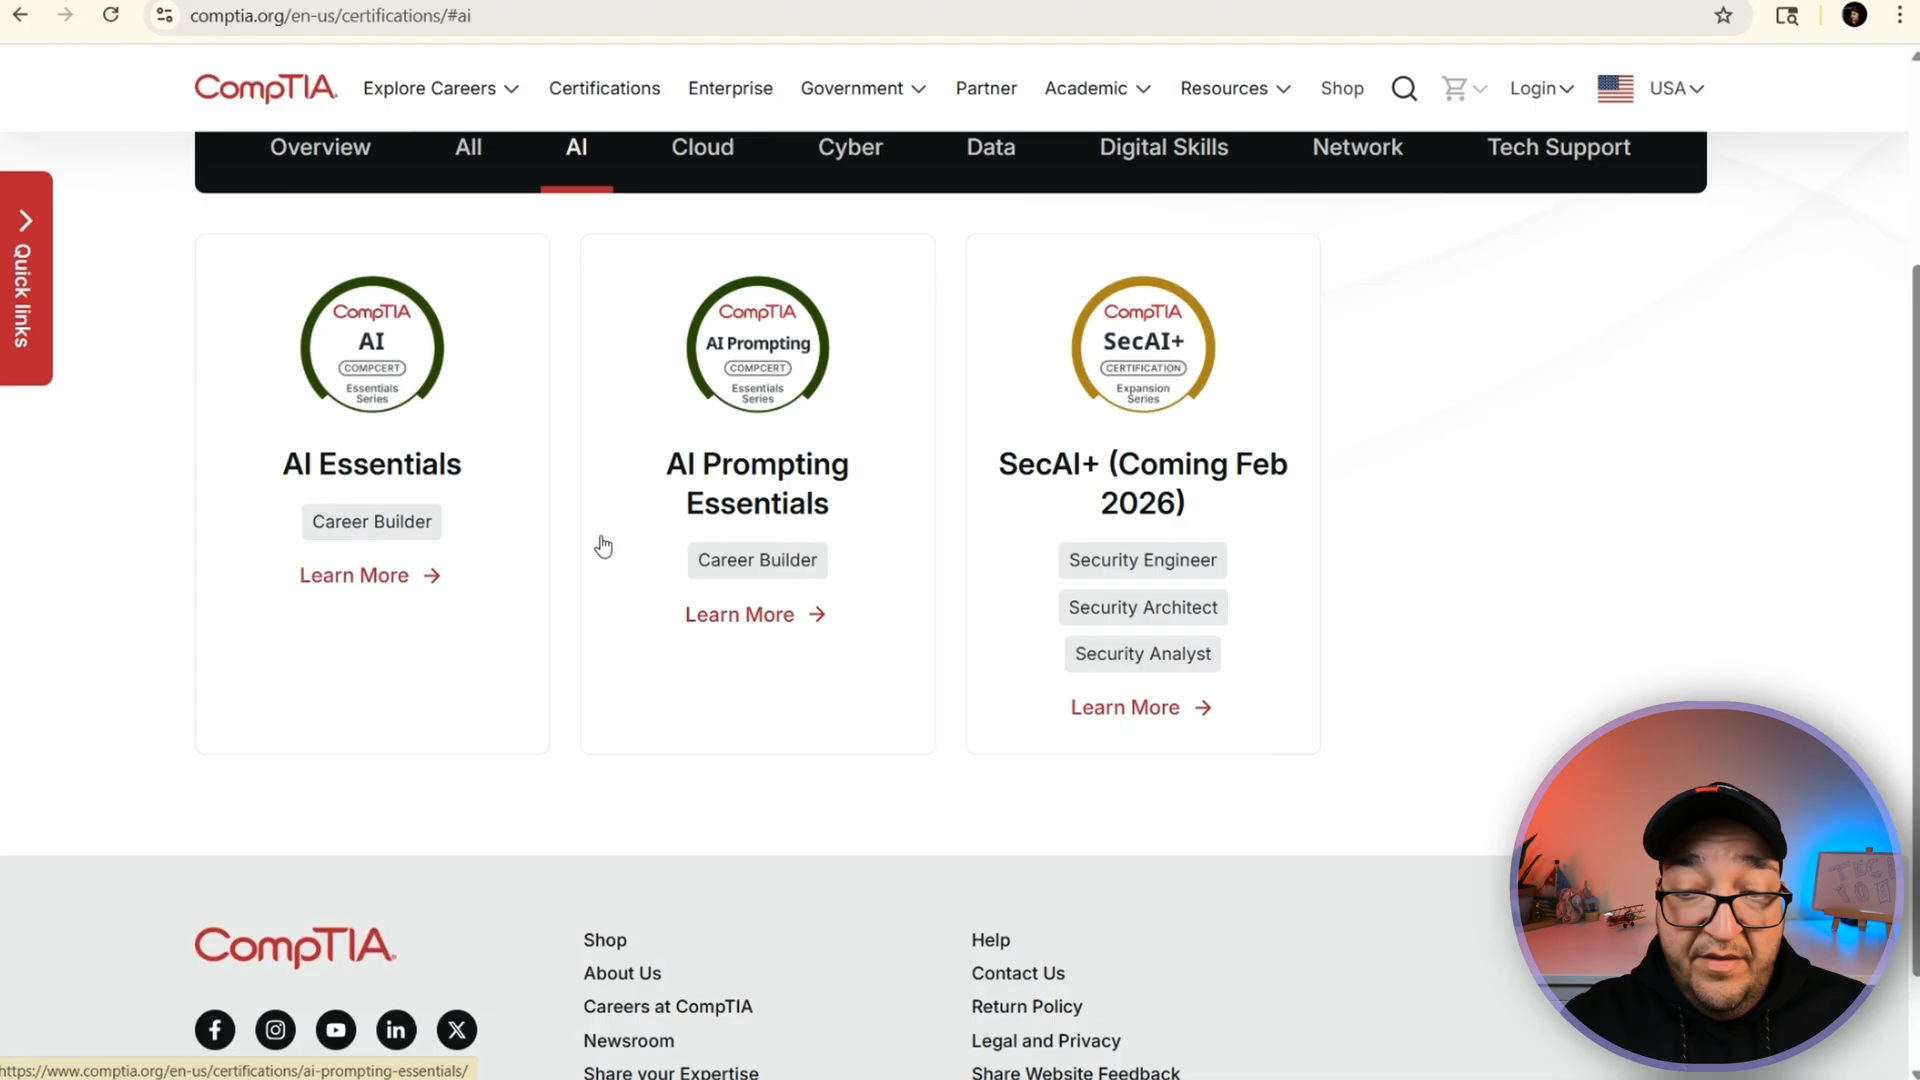 comptia.org/en-us/certifications/#ai
CompTIA. Explore Careers Certifications Enterprise Government Partner Academic Resources Shop Login USA
Overview All AI Cloud Cyber Data Digital Skills Network Tech Support
Quick links
CompTIA
AI
COMPCERT
Essentials
Series
AI Essentials
Career Builder
Learn More
CompTIA
AI Prompting
COMPCERT
Essentials
Series
AI Prompting
Essentials
Career Builder
Learn More
CompTIA
SecAI+
CERTIFICATION
Expansion
Series
SecAI+ (Coming Feb
2026)
Security Engineer
Security Architect
Security Analyst
Learn More
TECH
101
CompTIA.
Shop
About Us
Careers at CompTIA
Newsroom
Share your Expertise
Help
Contact Us
Return Policy
Legal and Privacy
Share Website Feedback
https://www.comptia.org/en-us/certifications/ai-prompting-essentials/